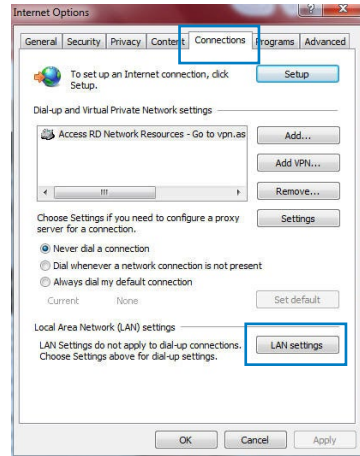 Internet Options
General Security Privacy Content Connections Programs Advanced
To set up an Internet connection, click
Setup.
Setup
Dial-up and Virtual Private Network settings
Access RD Network Resources - Go to vpn.as
Add...
Add VPN...
Remove...
Choose Settings if you need to configure a proxy
server for a connection.
Settings
Never dial a connection
Dial whenever a network connection is not present
Always dial my default connection
Current None
Set default
Local Area Network (LAN) settings
LAN Settings do not apply to dial-up connections.
Choose Settings above for dial-up settings.
LAN settings
OK Cancel Apply